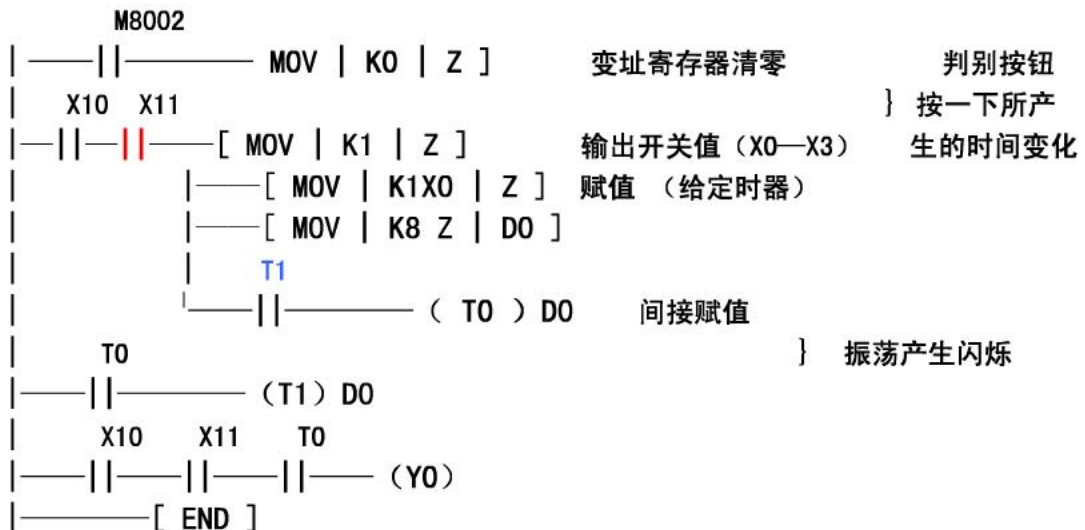 M8002
| ——||—— MOV | K0 | Z ] 变址寄存器清零 判别按钮
X10 X11 } 按一下所产
|—||—||——[ MOV | K1 | Z ] 输出开关值（X0—X3） 生的时间变化
|——[ MOV | K1X0 | Z ] 赋值 （给定时器）
|——[ MOV | K8 Z | D0 ]
T1
└——||————（ T0 ）D0 间接赋值
T0 } 振荡产生闪烁
|——||————（T1）D0
X10 X11 T0
|——||——||——||——（Y0）
|————[ END ]